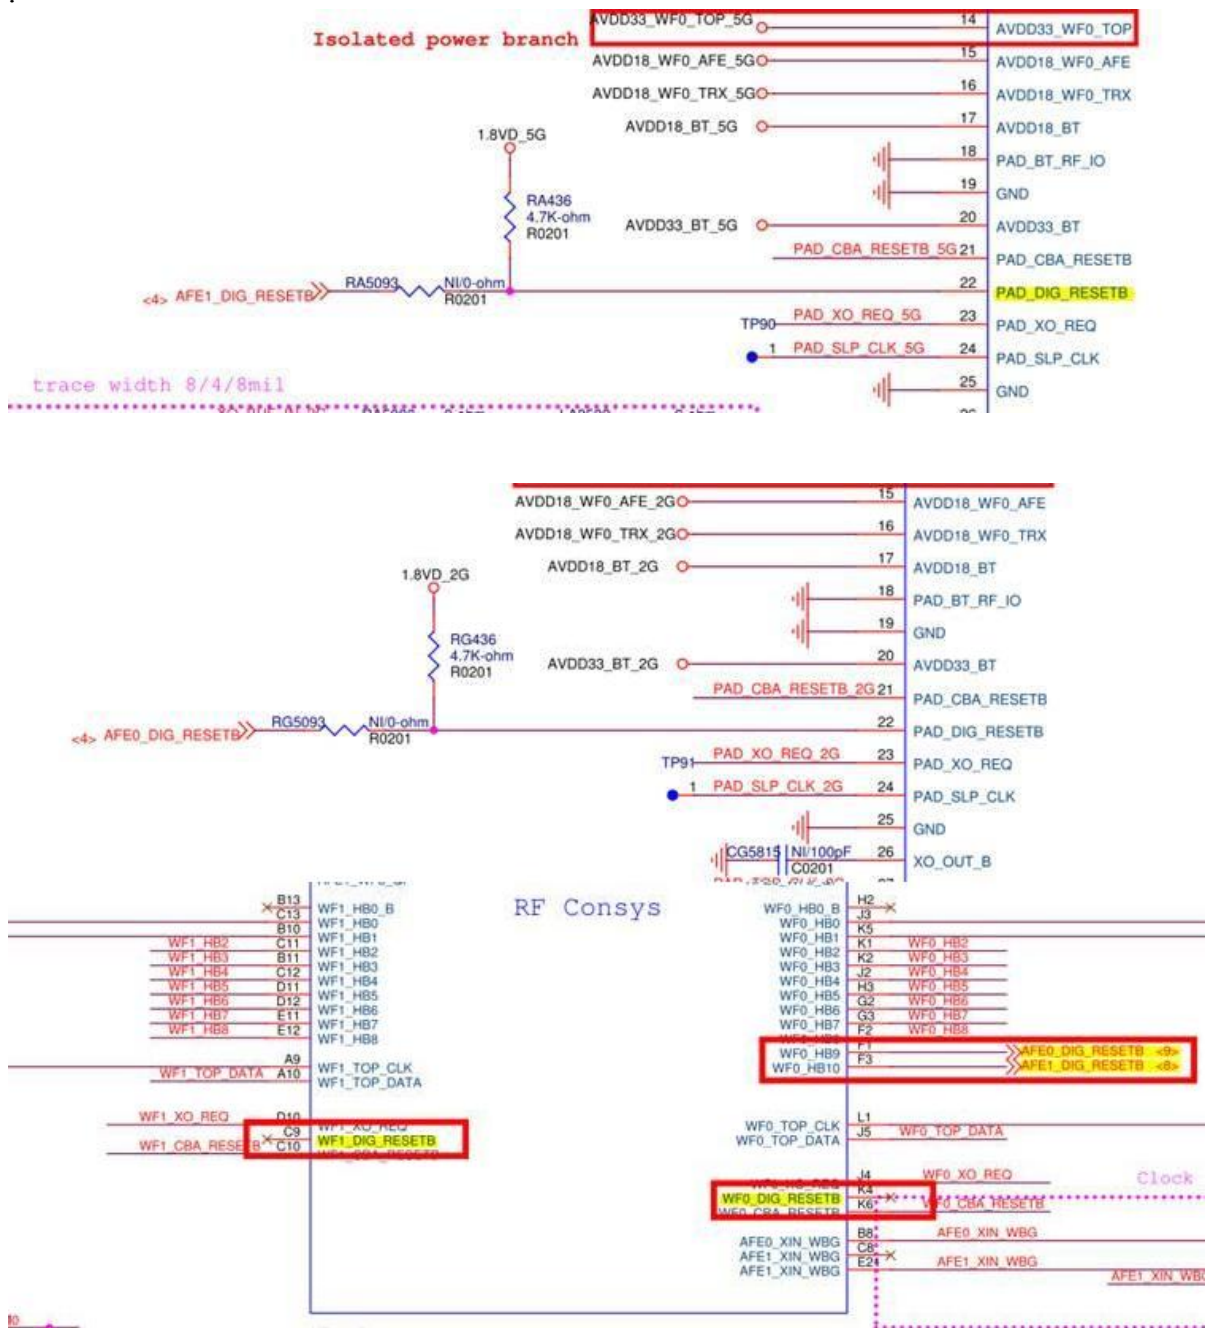 AVDD33_WF0_TOP_5G 14 AVDD33_WF0_TOP
Isolated power branch
AVDD18_WF0_AFE_5G 15 AVDD18_WF0_AFE
AVDD18_WF0_TRX_5G 16 AVDD18_WF0_TRX
AVDD18_BT_5G 17 AVDD18_BT
1.8VD_5G
18 PAD_BT_RF_IO
19 GND
RA436
4.7K-ohm
R0201
AVDD33_BT_5G 20 AVDD33_BT
PAD_CBA_RESETB_5G 21 PAD_CBA_RESETB
<4> AFE1_DIG_RESETB RA5093 NI/0-ohm 22 PAD_DIG_RESETB
R0201
TP90 PAD_XO_REQ_5G 23 PAD_XO_REQ
1 PAD_SLP_CLK_5G 24 PAD_SLP_CLK
trace width 8/4/8mil
25 GND
AVDD18_WF0_AFE_2G 15 AVDD18_WF0_AFE
AVDD18_WF0_TRX_2G 16 AVDD18_WF0_TRX
AVDD18_BT_2G 17 AVDD18_BT
1.8VD_2G
18 PAD_BT_RF_IO
19 GND
RG436
4.7K-ohm
R0201
AVDD33_BT_2G 20 AVDD33_BT
PAD_CBA_RESETB_2G 21 PAD_CBA_RESETB
<4> AFE0_DIG_RESETB RG5093 NI/0-ohm 22 PAD_DIG_RESETB
R0201
TP91 PAD_XO_REQ_2G 23 PAD_XO_REQ
1 PAD_SLP_CLK_2G 24 PAD_SLP_CLK
25 GND
CG5815 NI/100pF 26 XO_OUT_B
C0201
RF Consys
B13 WF1_HB0_B
C13 WF1_HB0
B10 WF1_HB1
WF1_HB2 C11 WF1_HB2
WF1_HB3 B11 WF1_HB3
WF1_HB4 C12 WF1_HB4
WF1_HB5 D11 WF1_HB5
WF1_HB6 D12 WF1_HB6
WF1_HB7 E11 WF1_HB7
WF1_HB8 E12 WF1_HB8
A9 WF1_TOP_CLK
WF1_TOP_DATA A10 WF1_TOP_DATA
WF1_XO_REQ D10 WF1_XO_REQ
C9 WF1_DIG_RESETB
WF1_CBA_RESETB C10 WF1_CBA_RESETB
WF0_HB0_B H2
WF0_HB0 J3
WF0_HB1 K5
WF0_HB2 K1 WF0_HB2
WF0_HB3 K2 WF0_HB3
WF0_HB4 J2 WF0_HB4
WF0_HB5 H3 WF0_HB5
WF0_HB6 G2 WF0_HB6
WF0_HB7 G3 WF0_HB7
F2 WF0_HB8
WF0_HB9 F1 AFE0_DIG_RESETB <9>
WF0_HB10 F3 AFE1_DIG_RESETB <8>
WF0_TOP_CLK L1
WF0_TOP_DATA J5 WF0_TOP_DATA
WF0_XO_REQ J4 WF0_XO_REQ
Clock
WF0_DIG_RESETB K4
WF0_CBA_RESETB K6 WF0_CBA_RESETB
AFE0_XIN_WBG B8 AFE0_XIN_WBG
AFE1_XIN_WBG C8
AFE1_XIN_WBG E24 AFE1_XIN_WBG